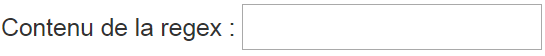 Contenu de la regex :